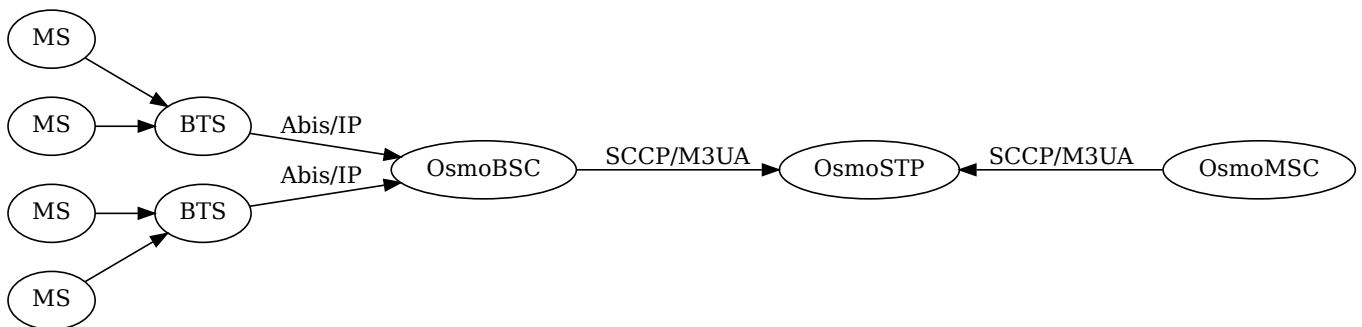 MS
MS
BTS
Abis/IP
OsmoBSC
SCCP/M3UA
OsmoSTP
SCCP/M3UA
OsmoMSC
Abis/IP
MS
BTS
MS